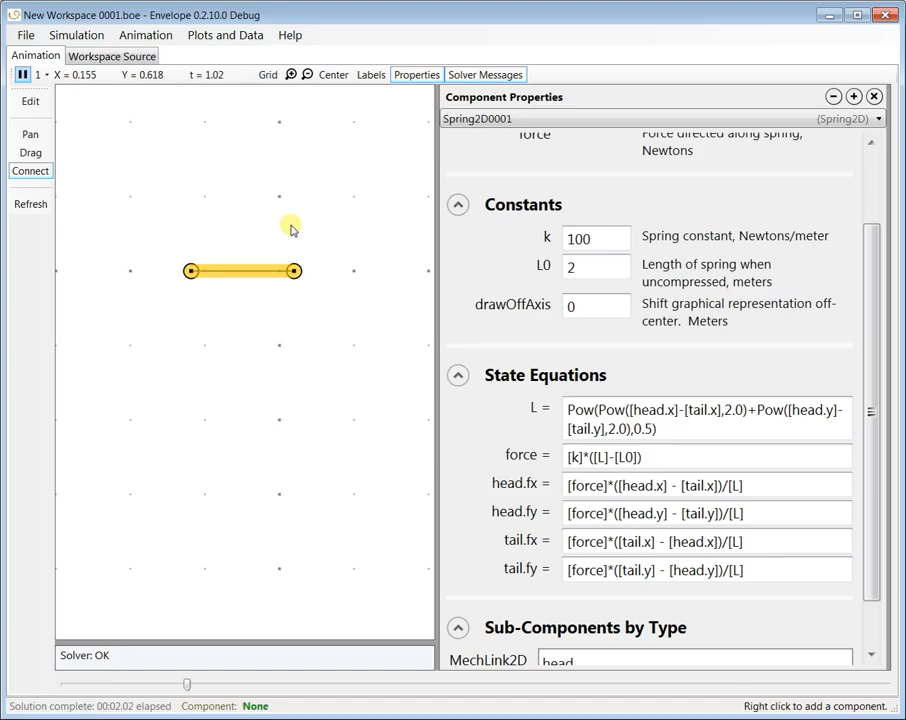 New Workspace 0001.boe - Envelope 0.2.10.0 Debug
File Simulation Animation Plots and Data Help
Animation Workspace Source
1 X = 0.155 Y = 0.618 t = 1.02 Grid Center Labels Properties Solver Messages
Edit
Pan
Drag
Connect
Refresh
Component Properties
Spring2D0001 (Spring2D)
force Force directed along spring,
Newtons
Constants
k 100 Spring constant, Newtons/meter
L0 2 Length of spring when
uncompressed, meters
drawOffAxis 0 Shift graphical representation off-
center. Meters
State Equations
L = Pow(Pow([head.x]-[tail.x],2.0)+Pow([head.y]-
[tail.y],2.0),0.5)
force = [k]*([L]-[L0])
head.fx = [force]*([head.x] - [tail.x])/[L]
head.fy = [force]*([head.y] - [tail.y])/[L]
tail.fx = [force]*([tail.x] - [head.x])/[L]
tail.fy = [force]*([tail.y] - [head.y])/[L]
Sub-Components by Type
MechLink2D head
Solver: OK
Solution complete: 00:02.02 elapsed Component: None Right click to add a component.